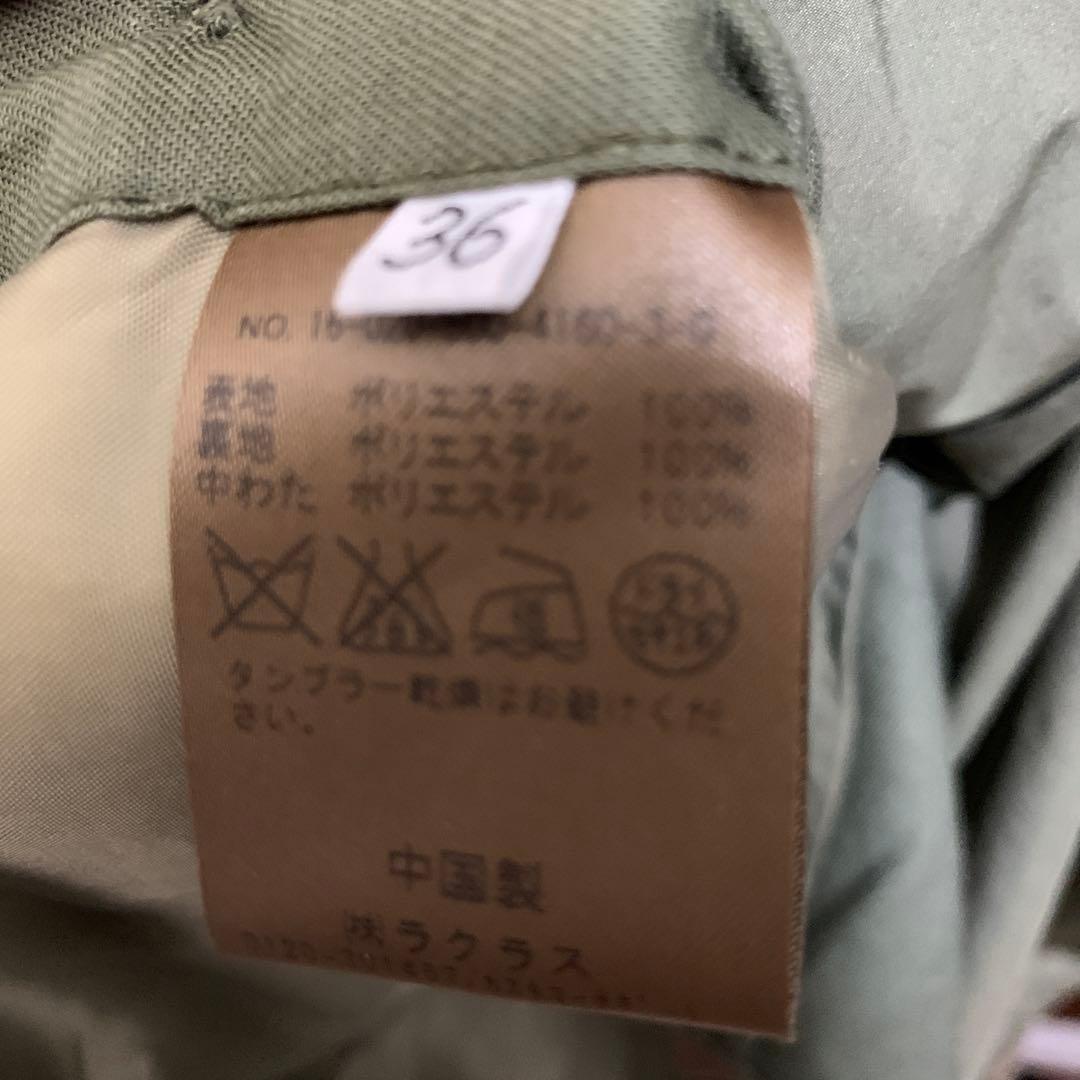 36
NO.
表地 ポリエステル 100%
裏地 ポリエステル 100%
中わた ポリエステル 100%
タンブラー乾燥はお避けくだ
さい。
中国製
㈱ラクラス